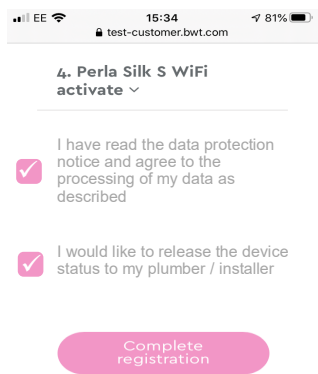 EE 15:34 81%
test-customer.bwt.com
4. Perla Silk S WiFi
activate
I have read the data protection
notice and agree to the
processing of my data as
described
I would like to release the device
status to my plumber / installer
Complete
registration